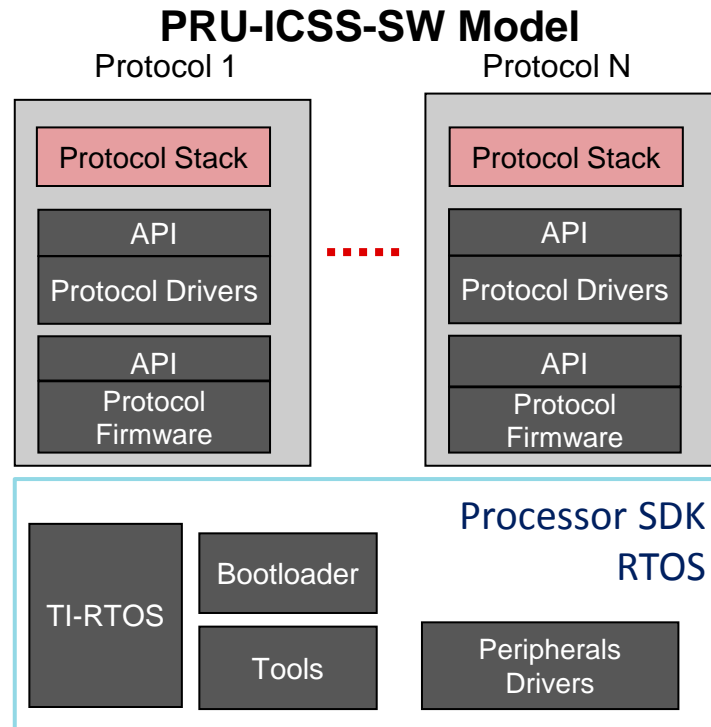 PRU-ICSS-SW Model
Protocol 1
Protocol N
Protocol Stack
API
Protocol Drivers
API
Protocol
Firmware
Protocol Stack
API
Protocol Drivers
API
Protocol
Firmware
Processor SDK
RTOS
TI-RTOS
Bootloader
Tools
Peripherals
Drivers